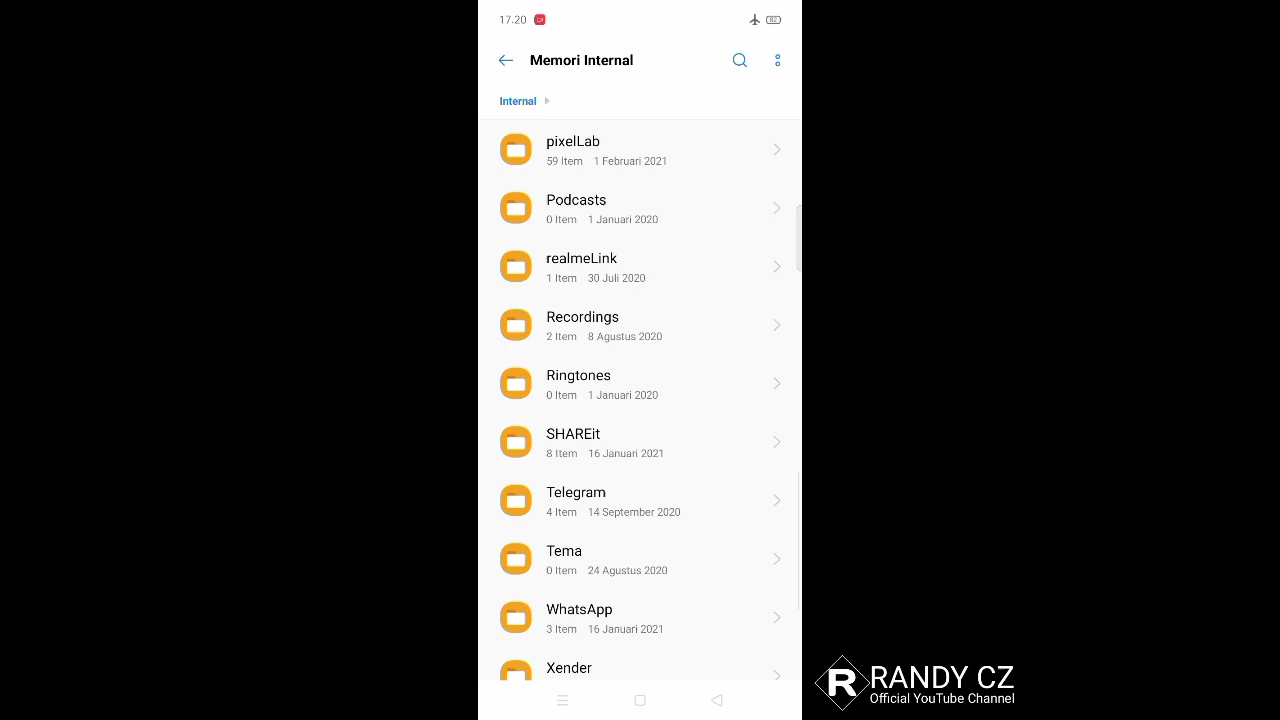 17.20
82
Memori Internal
Internal
pixelLab
59 Item 1 Februari 2021
Podcasts
0 Item 1 Januari 2020
realmeLink
1 Item 30 Juli 2020
Recordings
2 Item 8 Agustus 2020
Ringtones
0 Item 1 Januari 2020
SHAREit
8 Item 16 Januari 2021
Telegram
4 Item 14 September 2020
Tema
0 Item 24 Agustus 2020
WhatsApp
3 Item 16 Januari 2021
Xender
R RANDY CZ
Official YouTube Channel